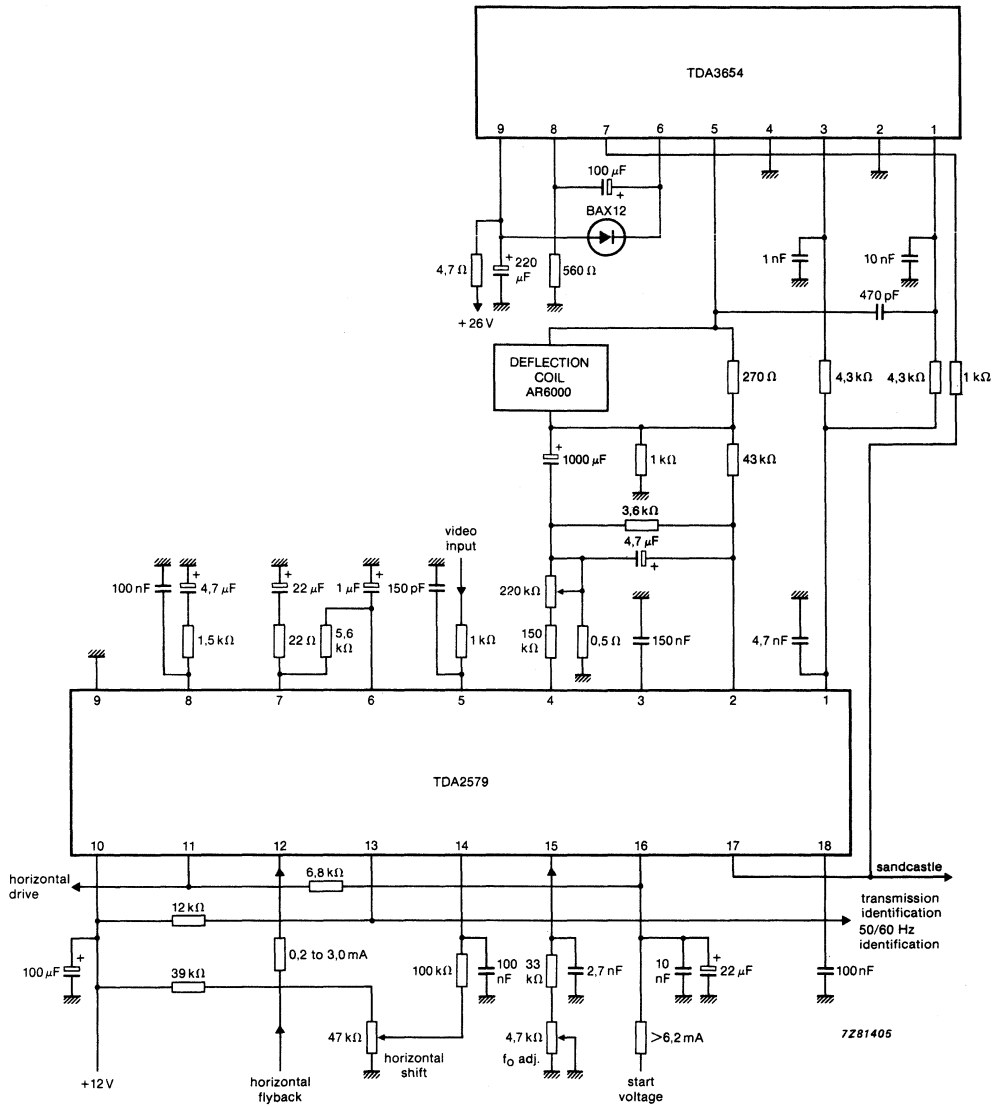 TDA3654
9 8 7 6 5 4 3 2 1
100 µF
+
BAX12
4,7 Ω
+ 220
µF
560 Ω
1 nF
10 nF
470 pF
+ 26 V
DEFLECTION
COIL
AR6000
270 Ω
4,3 kΩ
4,3 kΩ
1 kΩ
+
1000 µF
1 kΩ
43 kΩ
3,6 kΩ
video
input
4,7 µF
+
100 nF
+
4,7 µF
+
22 µF
1 µF
+
150 pF
220 kΩ
1,5 kΩ
22 Ω
5,6
kΩ
1 kΩ
150
kΩ
0,5 Ω
150 nF
4,7 nF
9 8 7 6 5 4 3 2 1
TDA2579
10 11 12 13 14 15 16 17 18
horizontal
drive
6,8 kΩ
sandcastle
12 kΩ
transmission
identification
50/60 Hz
identification
100 µF
+
39 kΩ
0,2 to 3,0 mA
100 kΩ
100
nF
33
kΩ
2,7 nF
10
nF
+
22 µF
100 nF
47 kΩ
horizontal
shift
4,7 kΩ
fO adj.
>6,2 mA
7Z81405
+12 V
horizontal
flyback
start
voltage